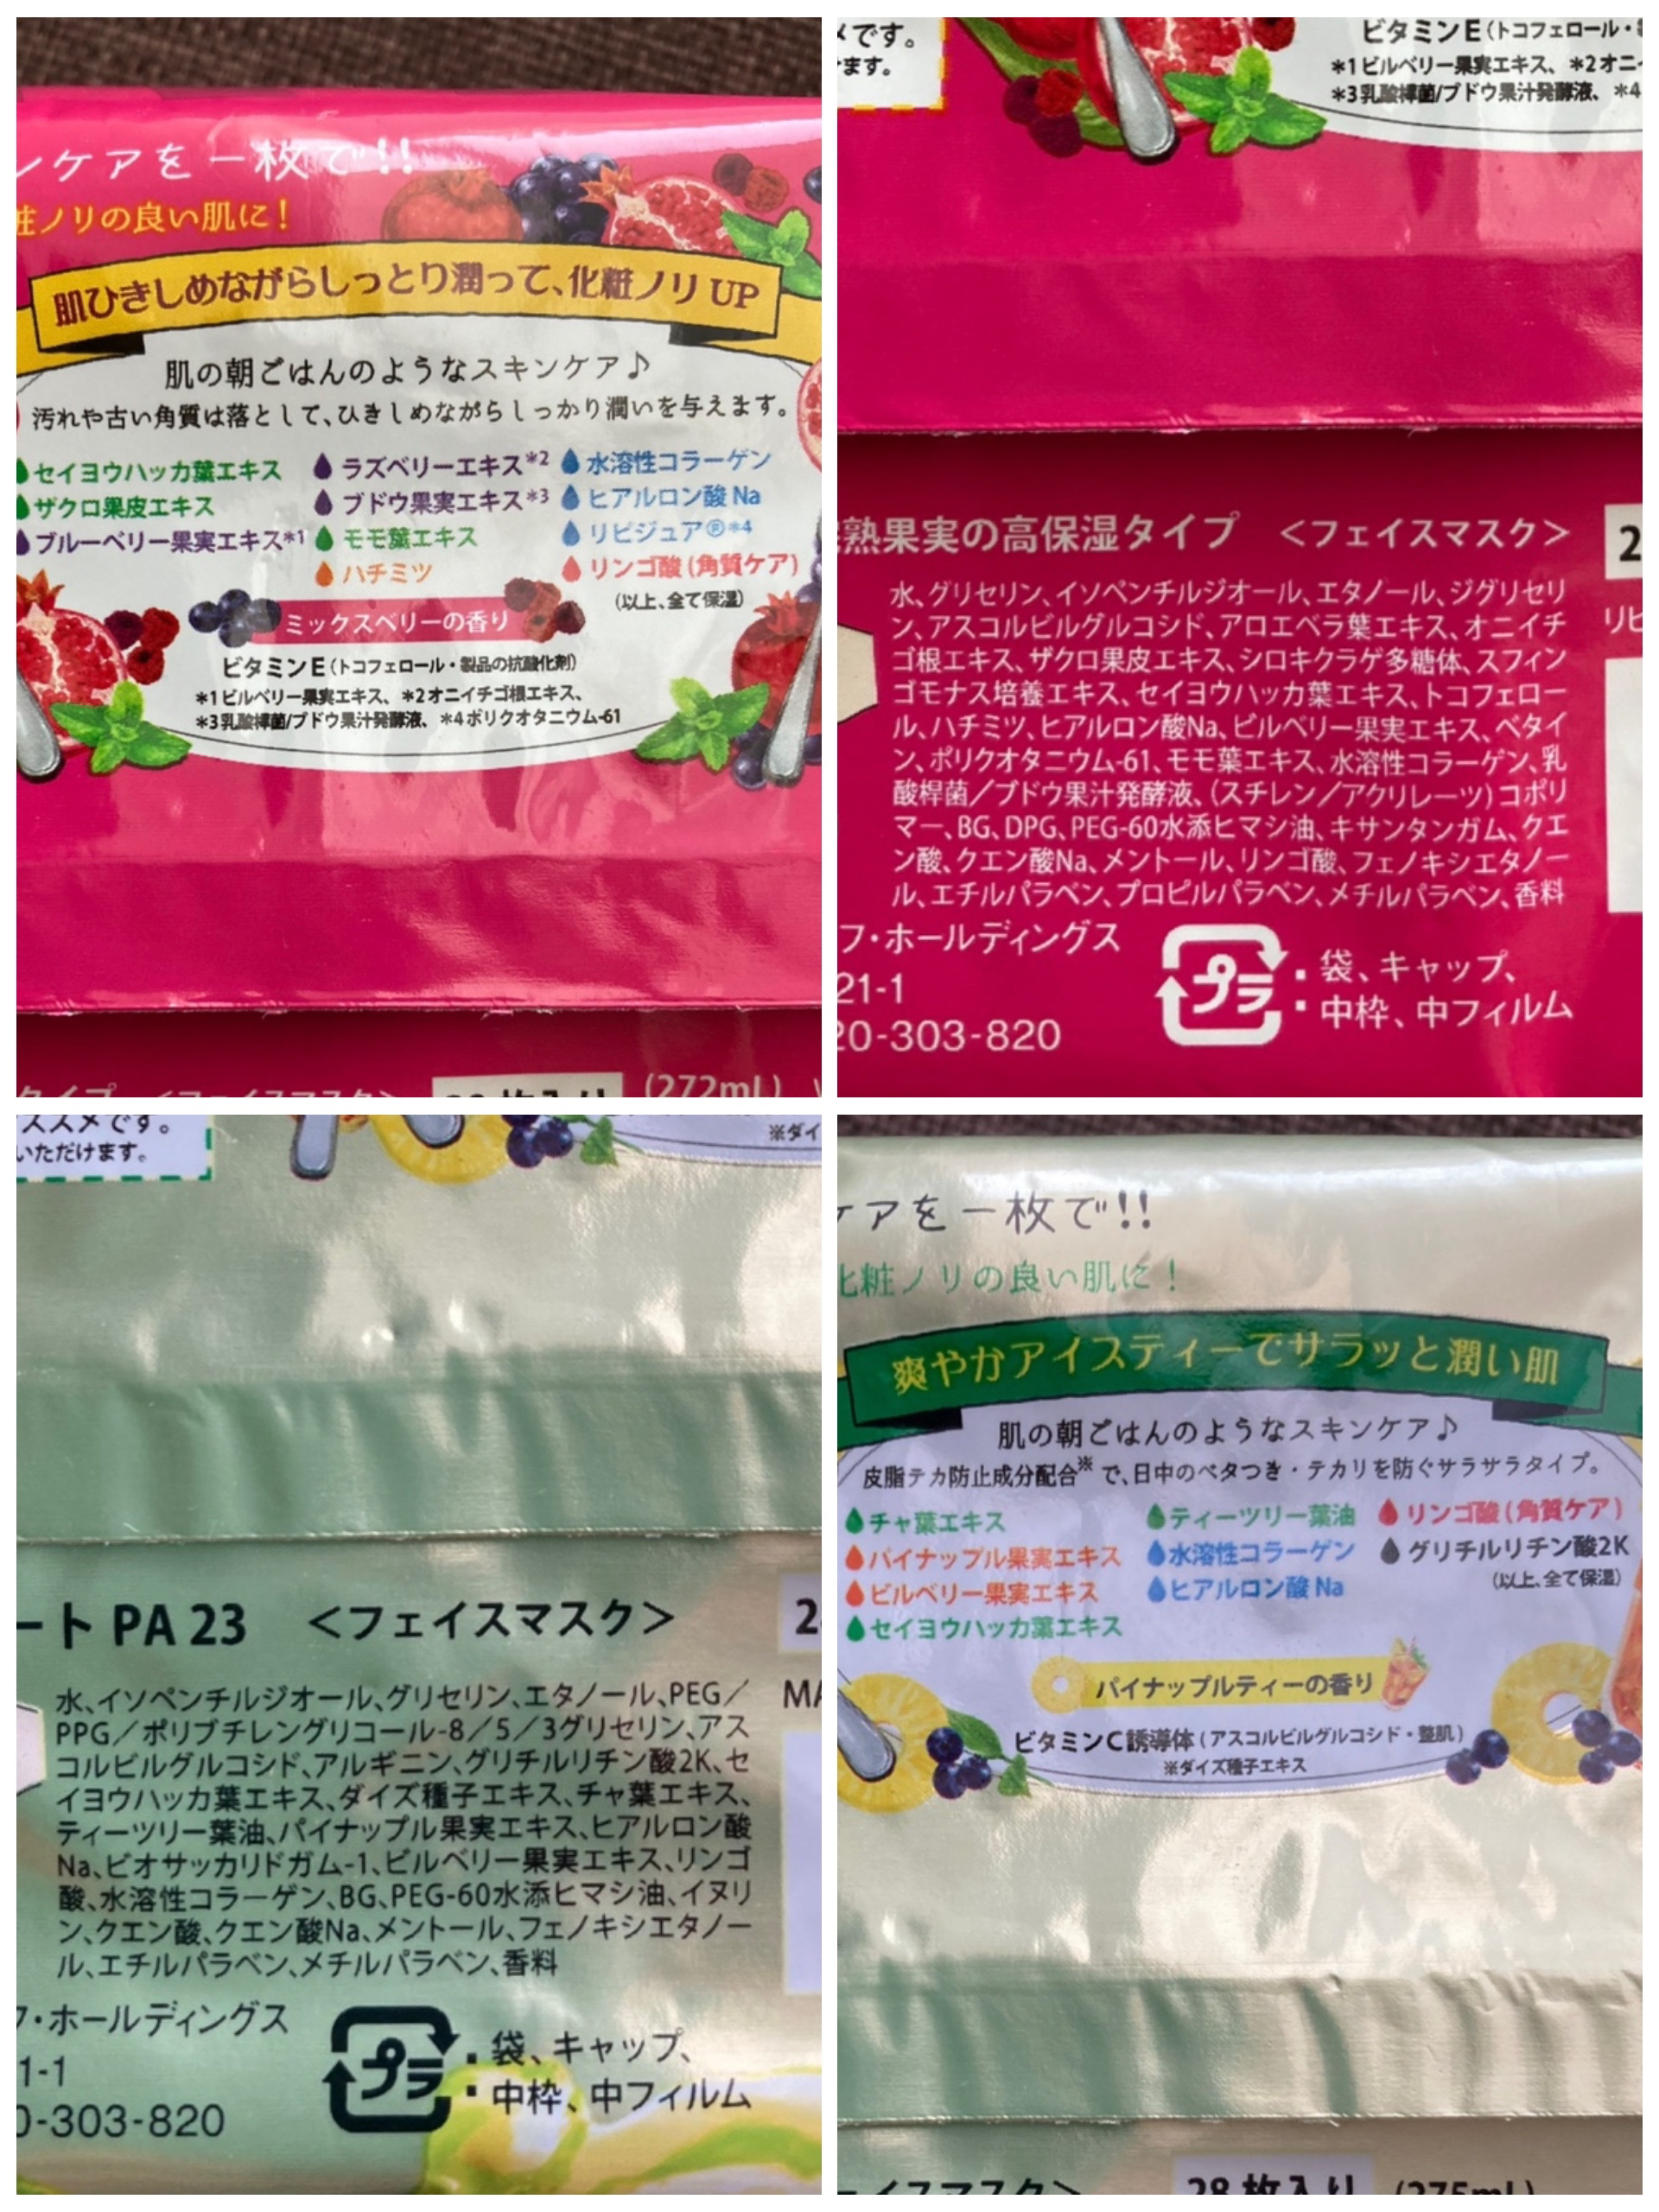 ンケアを一枚で!!
粧ノリの良い肌に!
肌ひきしめながらしっとり潤って、化粧ノリUP
肌の朝ごはんのようなスキンケア♪
汚れや古い角質は落として、ひきしめながらしっかり潤いを与えます。
セイヨウハッカ葉エキス
ザクロ果皮エキス
ブルーベリー果実エキス*1
ラズベリーエキス*2
ブドウ果実エキス*3
モモ葉エキス
ハチミツ
水溶性コラーゲン
ヒアルロン酸 Na
リピジュア®*4
リンゴ酸(角質ケア)
(以上、全て保湿)
ミックスベリーの香り
ビタミンE(トコフェロール・製品の抗酸化剤)
*1ビルベリー果実エキス、*2オニイチゴ根エキス、
*3乳酸桿菌/ブドウ果汁発酵液、*4ポリクオタニウム-61
タイプ <フェイスマスク> 28枚入り (272mL)
メです。
ます。
ビタミンE(トコフェロール・
*1ビルベリー果実エキス、*2オニ
*3乳酸桿菌/ブドウ果汁発酵液、*4
熟果実の高保湿タイプ <フェイスマスク> 2
水、グリセリン、イソペンチルジオール、エタノール、ジグリセリ
ン、アスコルビルグルコシド、アロエベラ葉エキス、オニイチ
ゴ根エキス、ザクロ果皮エキス、シロキクラゲ多糖体、スフィン
ゴモナス培養エキス、セイヨウハッカ葉エキス、トコフェロー
ル、ハチミツ、ヒアルロン酸Na、ビルベリー果実エキス、ベタイ
ン、ポリクオタニウム-61、モモ葉エキス、水溶性コラーゲン、乳
酸桿菌/ブドウ果汁発酵液、(スチレン/アクリレーツ)コポリ
マー、BG、DPG、PEG-60水添ヒマシ油、キサンタンガム、クエ
ン酸、クエン酸Na、メントール、リンゴ酸、フェノキシエタノー
ル、エチルパラベン、プロピルパラベン、メチルパラベン、香料
リピ
フ・ホールディングス
21-1
20-303-820
プラ
:袋、キャップ、
:中枠、中フィルム
ススメです。
いただけます。
※ダイ
ート PA 23 <フェイスマスク> 2
水、イソペンチルジオール、グリセリン、エタノール、PEG/
PPG/ポリブチレングリコール-8/5/3グリセリン、アス
コルビルグルコシド、アルギニン、グリチルリチン酸2K、セ
イヨウハッカ葉エキス、ダイズ種子エキス、チャ葉エキス、
ティーツリー葉油、パイナップル果実エキス、ヒアルロン酸
Na、ビオサッカリドガム-1、ビルベリー果実エキス、リンゴ
酸、水溶性コラーゲン、BG、PEG-60水添ヒマシ油、イヌリ
ン、クエン酸、クエン酸Na、メントール、フェノキシエタノー
ル、エチルパラベン、メチルパラベン、香料
MA
フ・ホールディングス
1-1
0-303-820
プラ
:袋、キャップ、
:中枠、中フィルム
ケアを一枚で!!
化粧ノリの良い肌に!
爽やかアイスティーでサラッと潤い肌
肌の朝ごはんのようなスキンケア♪
皮脂テカ防止成分配合※で、日中のベタつき・テカリを防ぐサラサラタイプ。
チャ葉エキス
パイナップル果実エキス
ビルベリー果実エキス
セイヨウハッカ葉エキス
ティーツリー葉油
水溶性コラーゲン
ヒアルロン酸 Na
リンゴ酸(角質ケア)
グリチルリチン酸2K
(以上、全て保湿)
パイナップルティーの香り
ビタミンC誘導体(アスコルビルグルコシド・整肌)
※ダイズ種子エキス
イスマスク> 28枚入り (275mL)